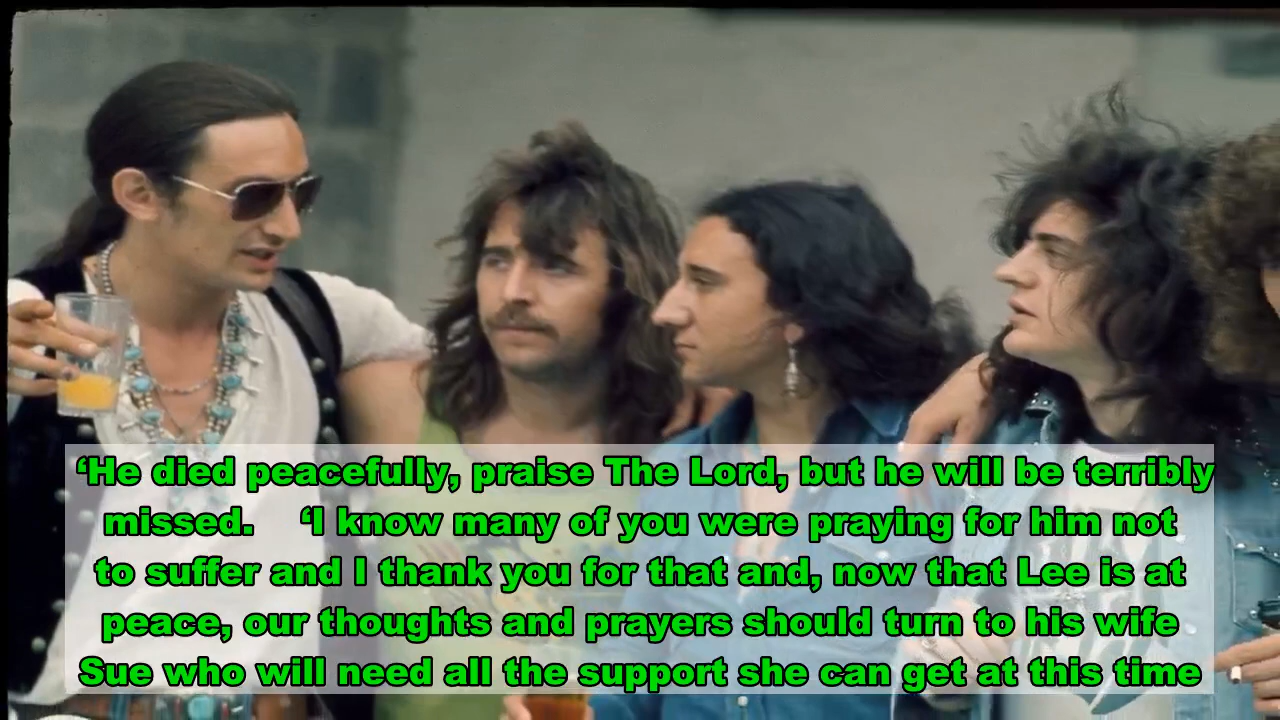 ‘He died peacefully, praise The Lord, but he will be terribly
missed. ‘I know many of you were praying for him not
to suffer and I thank you for that and, now that Lee is at
peace, our thoughts and prayers should turn to his wife
Sue who will need all the support she can get at this time